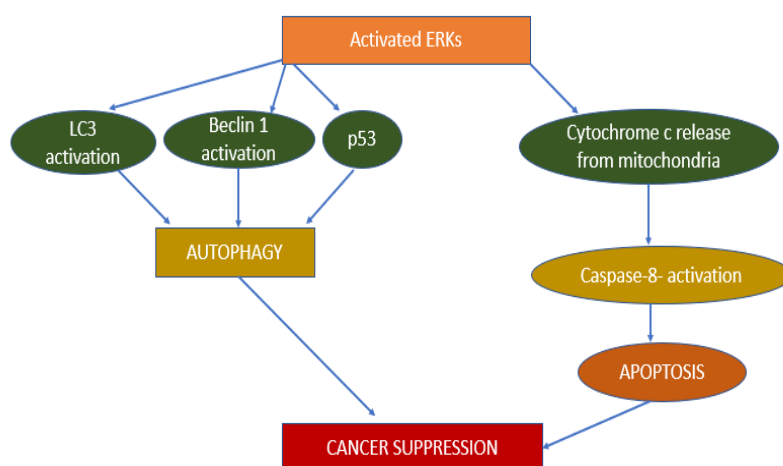 Activated ERKs
LC3
activation
Beclin 1
activation
p53
Cytochrome c release
from mitochondria
AUTOPHAGY
Caspase-8- activation
APOPTOSIS
CANCER SUPPRESSION